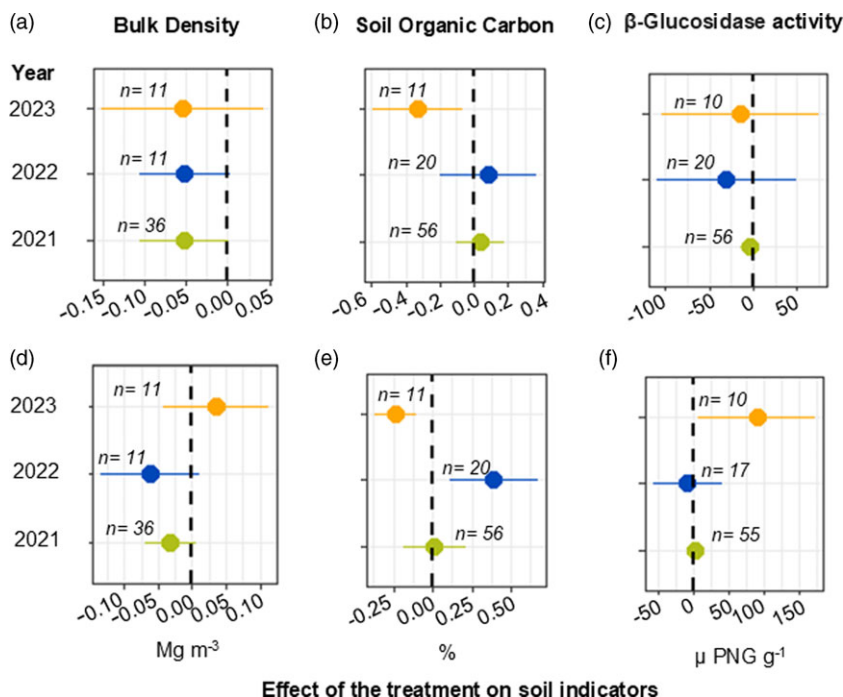 (a) Bulk Density (b) Soil Organic Carbon (c) β-Glucosidase activity
Year
2023 n= 11 n= 11 n= 10
2022 n= 11 n= 20 n= 20
2021 n= 36 n= 56 n= 56
-0.15 -0.10 -0.05 0.00 0.05 -0.6 -0.4 -0.2 0.0 0.2 0.4 -100 -50 0 50
(d) (e) (f)
2023 n= 11 n= 11 n= 10
2022 n= 11 n= 20 n= 17
2021 n= 36 n= 56 n= 55
-0.10 -0.05 0.00 0.05 0.10 -0.25 0.00 0.25 0.50 -50 0 50 100 150
Mg m⁻³ % μ PNG g⁻¹
Effect of the treatment on soil indicators